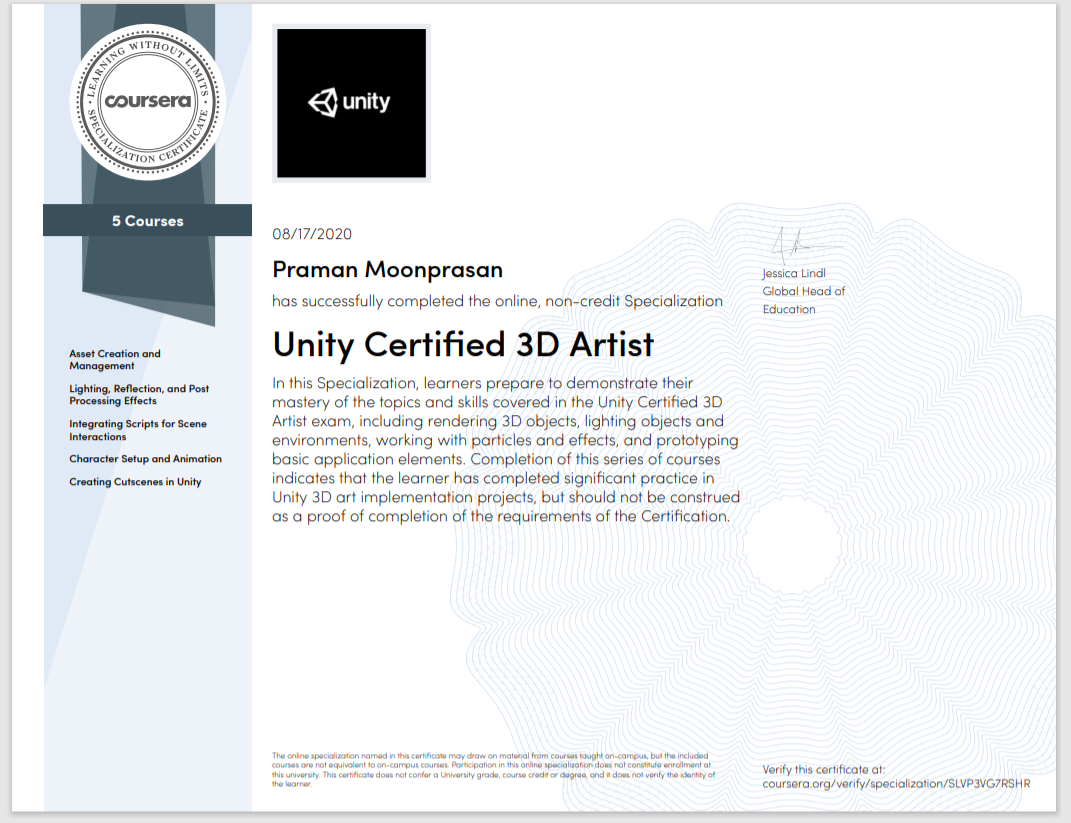 LEARNING WITHOUT LIMITS
coursera
SPECIALIZATION CERTIFICATE
5 Courses
Asset Creation and
Management
Lighting, Reflection, and Post
Processing Effects
Integrating Scripts for Scene
Interactions
Character Setup and Animation
Creating Cutscenes in Unity
unity
08/17/2020
Praman Moonprasan
has successfully completed the online, non-credit Specialization
Unity Certified 3D Artist
In this Specialization, learners prepare to demonstrate their
mastery of the topics and skills covered in the Unity Certified 3D
Artist exam, including rendering 3D objects, lighting objects and
environments, working with particles and effects, and prototyping
basic application elements. Completion of this series of courses
indicates that the learner has completed significant practice in
Unity 3D art implementation projects, but should not be construed
as a proof of completion of the requirements of the Certification.
Jessica Lindl
Global Head of
Education
The online specialization named in this certificate may draw on material from courses taught on-campus, but the included
courses are not equivalent to on-campus courses. Participation in this online specialization does not constitute enrollment at
this university. This certificate does not confer a University grade, course credit or degree, and it does not verify the identity of
the learner.
Verify this certificate at:
coursera.org/verify/specialization/SLVP3VG7RSHR